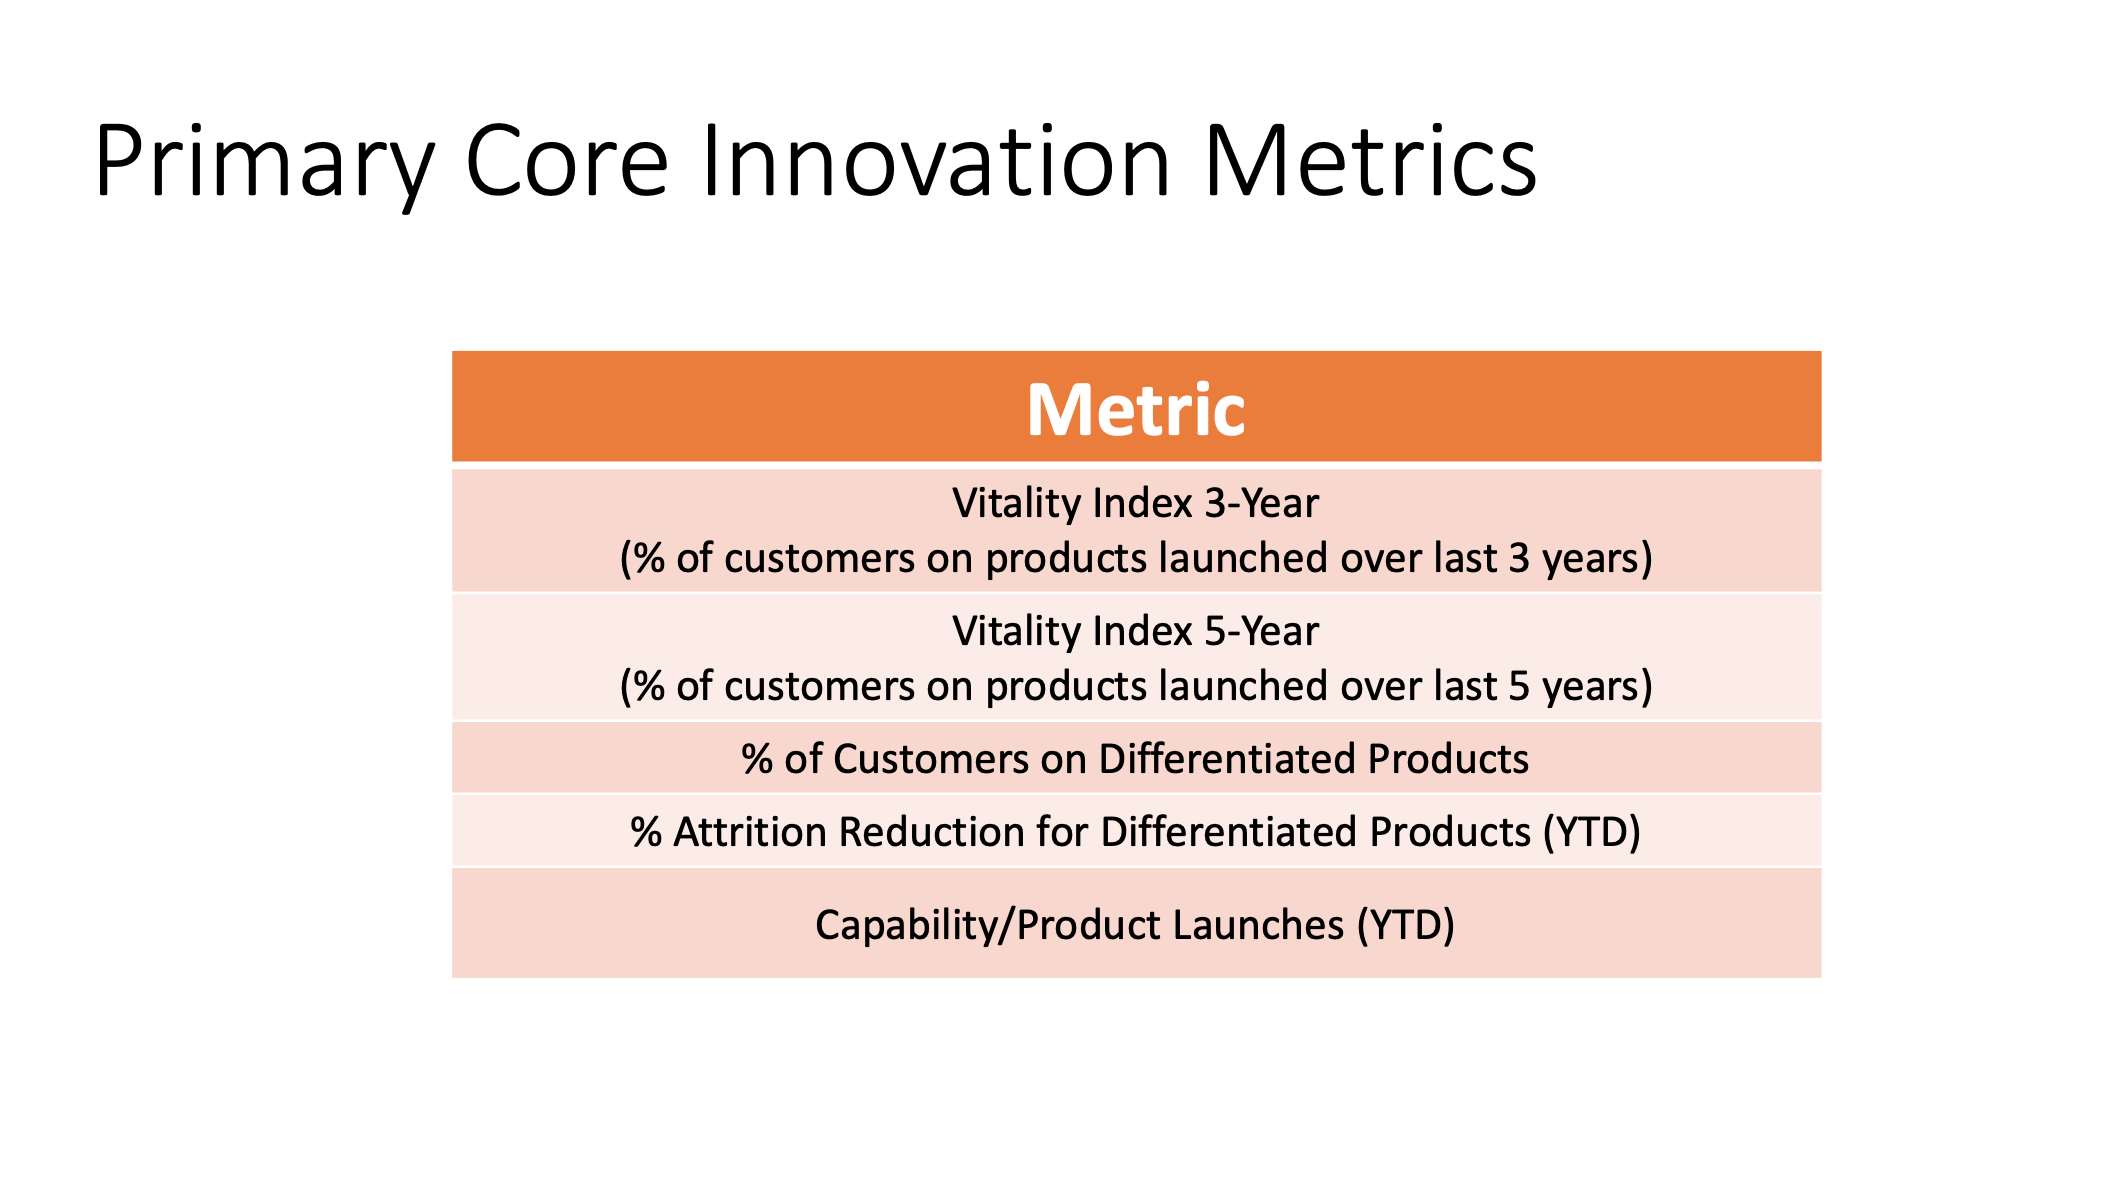 Primary Core Innovation Metrics
Metric
Vitality Index 3-Year
(% of customers on products launched over last 3 years)
Vitality Index 5-Year
(% of customers on products launched over last 5 years)
% of Customers on Differentiated Products
% Attrition Reduction for Differentiated Products (YTD)
Capability/Product Launches (YTD)